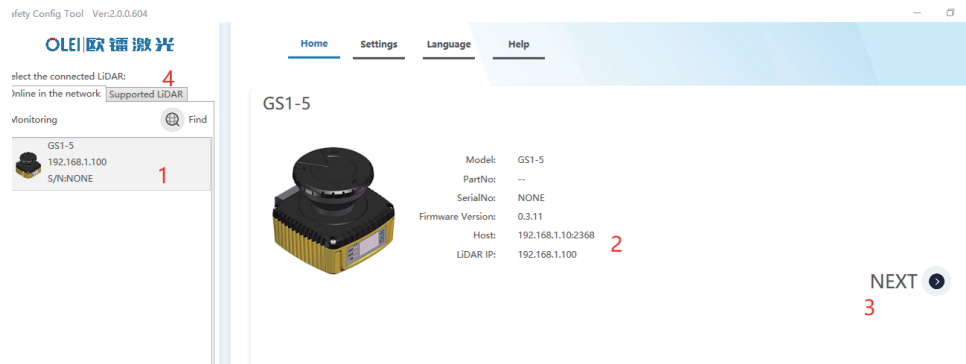 afety Config Tool Ver:2.0.0.604
OLEI欧镭激光
elect the connected LiDAR:
4
Online in the network Supported LiDAR
Monitoring Find
GS1-5
192.168.1.100
S/N:NONE
1
Home Settings Language Help
GS1-5
Model: GS1-5
PartNo: --
SerialNo: NONE
Firmware Version: 0.3.11
Host: 192.168.1.10:2368
2
LiDAR IP: 192.168.1.100
NEXT
3